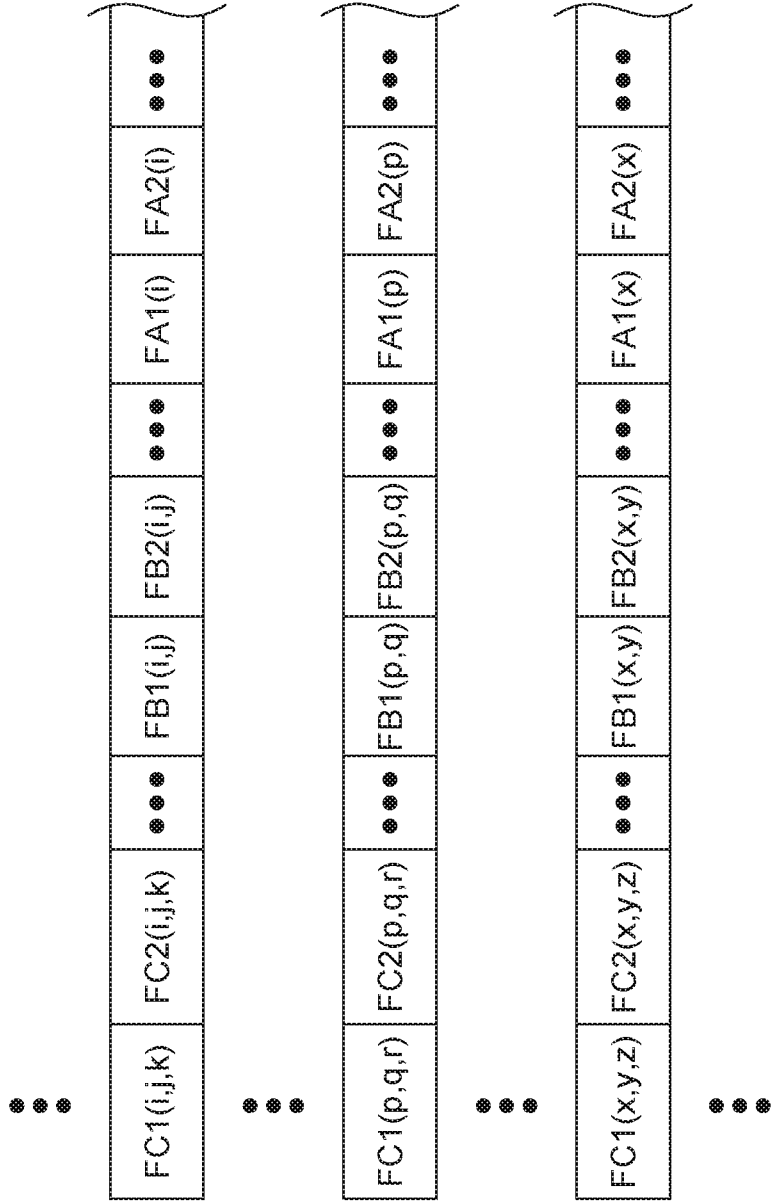 •••
FC1(i,j,k) FC2(i,j,k) ••• FB1(i,j) FB2(i,j) ••• FA1(i) FA2(i) •••
•••
FC1(p,q,r) FC2(p,q,r) ••• FB1(p,q) FB2(p,q) ••• FA1(p) FA2(p) •••
•••
FC1(x,y,z) FC2(x,y,z) ••• FB1(x,y) FB2(x,y) ••• FA1(x) FA2(x) •••
•••